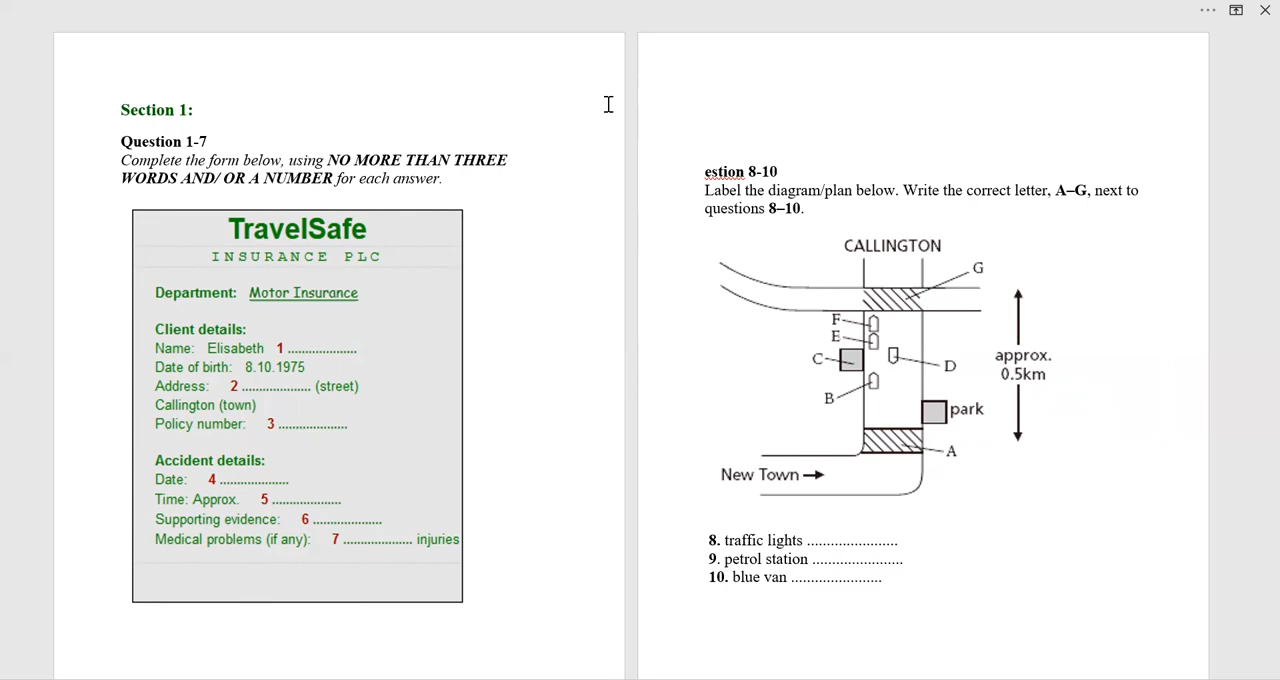 Section 1:
Question 1-7
Complete the form below, using NO MORE THAN THREE
WORDS AND/ OR A NUMBER for each answer.
TravelSafe
INSURANCE PLC
Department: Motor Insurance
Client details:
Name: Elisabeth 1 ....................
Date of birth: 8.10.1975
Address: 2 .................... (street)
Callington (town)
Policy number: 3 ....................
Accident details:
Date: 4 ....................
Time: Approx. 5 ....................
Supporting evidence: 6 ....................
Medical problems (if any): 7 .................... injuries
estion 8-10
Label the diagram/plan below. Write the correct letter, A–G, next to
questions 8–10.
CALLINGTON
G
F
E
C
D
approx.
0.5km
B
park
A
New Town
8. traffic lights .......................
9. petrol station .......................
10. blue van .......................